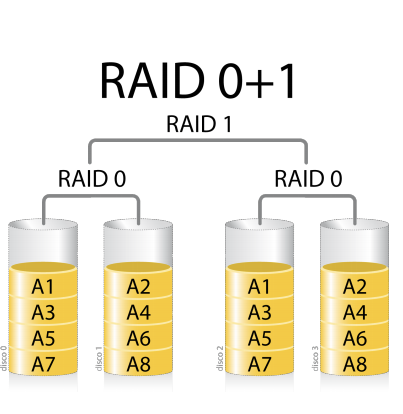 RAID 0+1
RAID 1
RAID 0 RAID 0
A1 A2 A1 A2
A3 A4 A3 A4
A5 A6 A5 A6
A7 A8 A7 A8
disco 0 disco 1 disco 2 disco 3